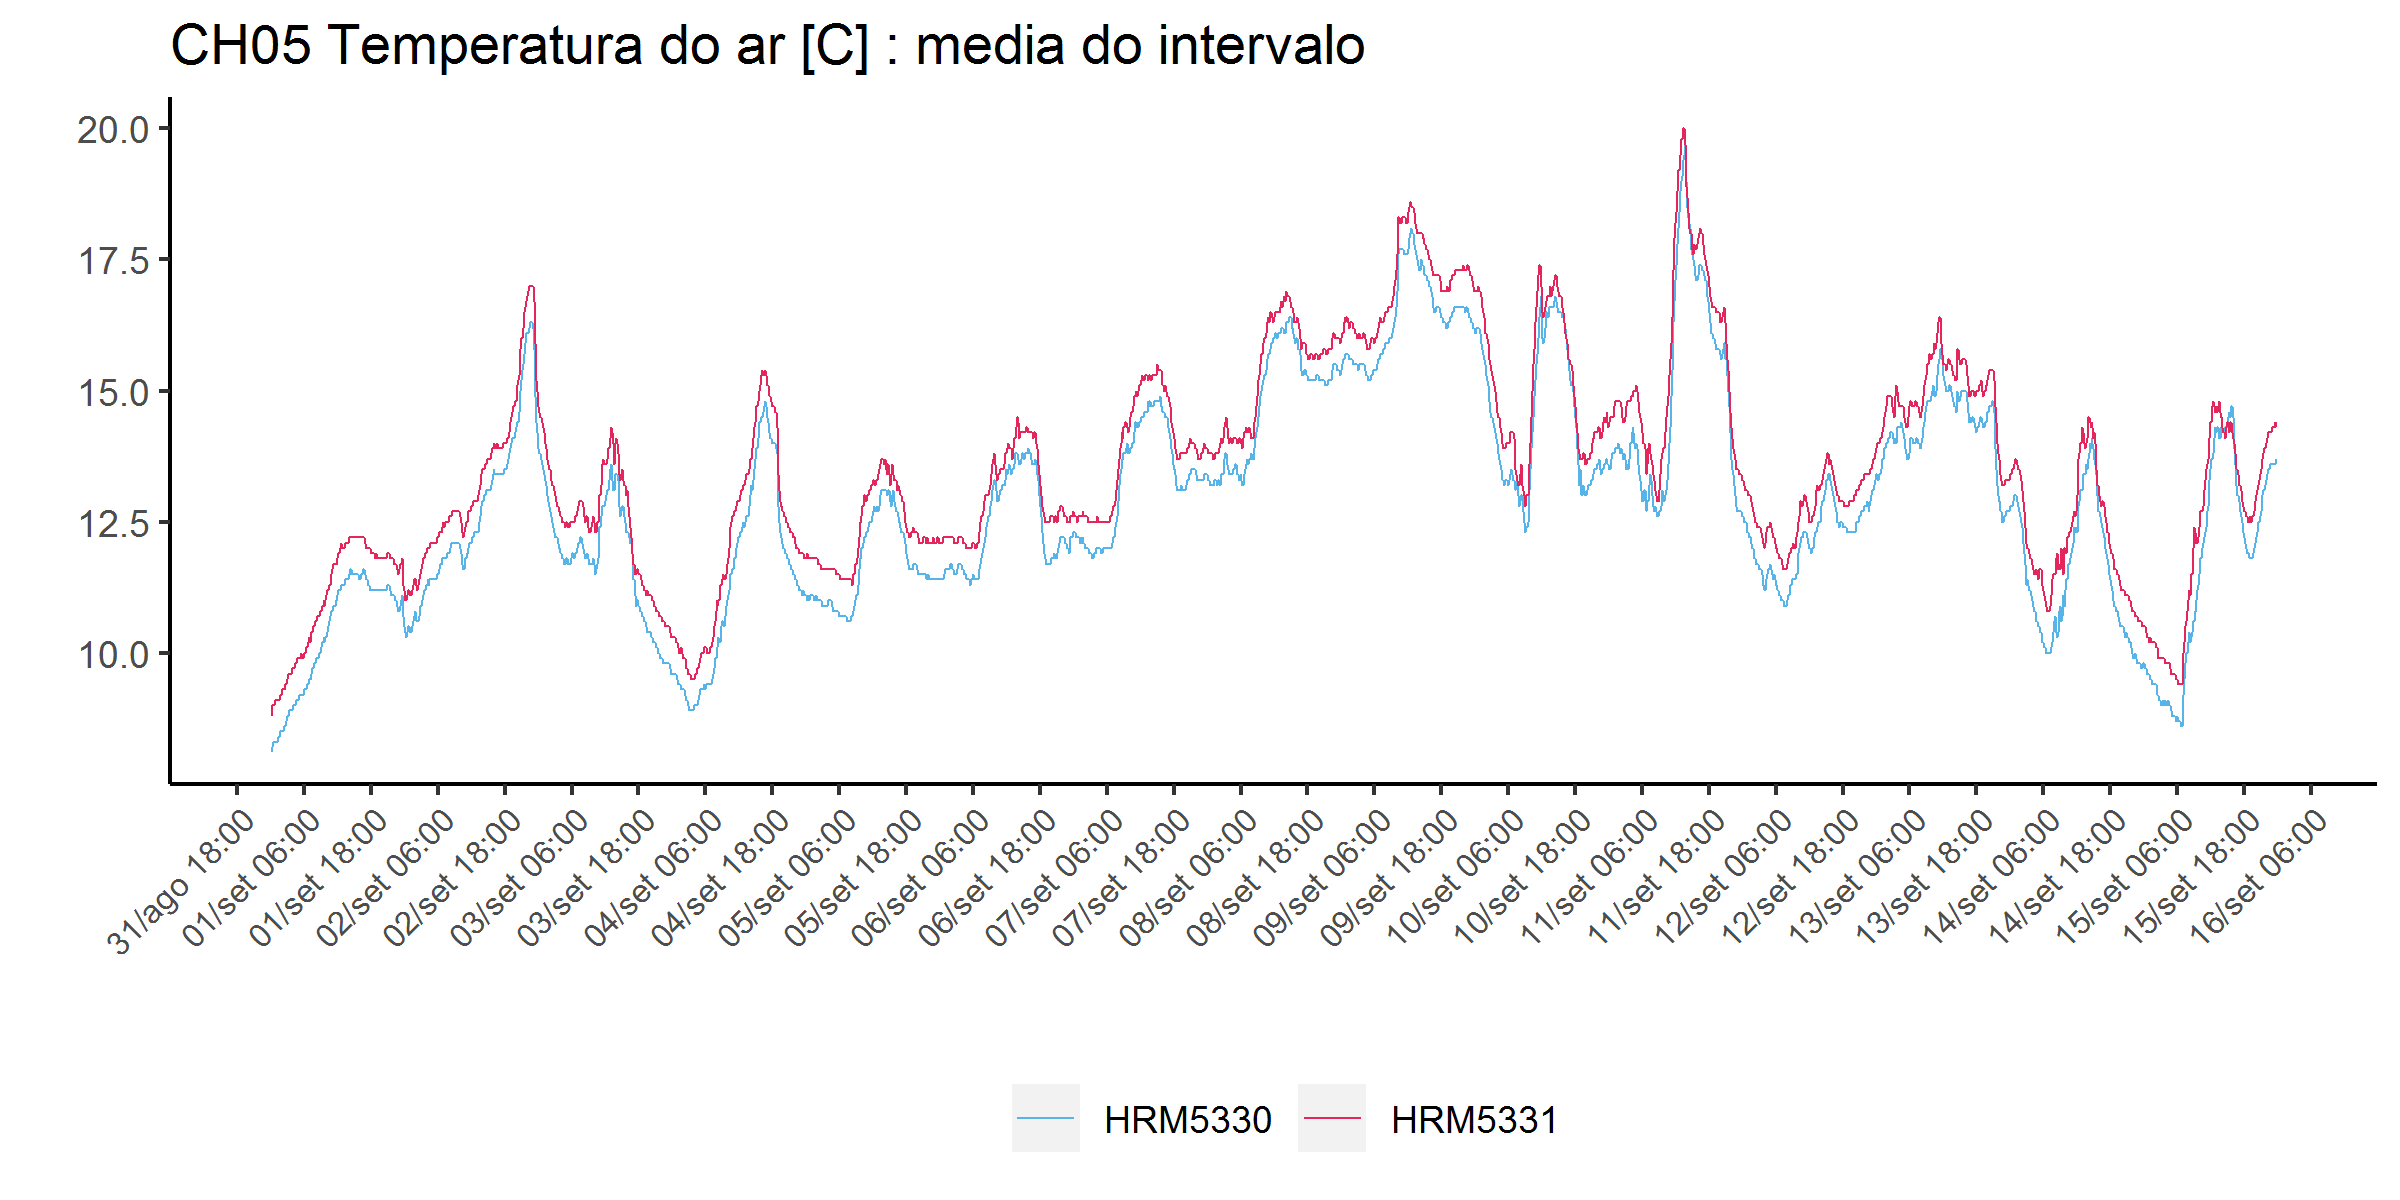 CH05 Temperatura do ar [C] : media do intervalo
20.0
17.5
15.0
12.5
10.0
31/ago 18:00
01/set 06:00
01/set 18:00
02/set 06:00
02/set 18:00
03/set 06:00
03/set 18:00
04/set 06:00
04/set 18:00
05/set 06:00
05/set 18:00
06/set 06:00
06/set 18:00
07/set 06:00
07/set 18:00
08/set 06:00
08/set 18:00
09/set 06:00
09/set 18:00
10/set 06:00
10/set 18:00
11/set 06:00
11/set 18:00
12/set 06:00
12/set 18:00
13/set 06:00
13/set 18:00
14/set 06:00
14/set 18:00
15/set 06:00
15/set 18:00
16/set 06:00
HRM5330 HRM5331